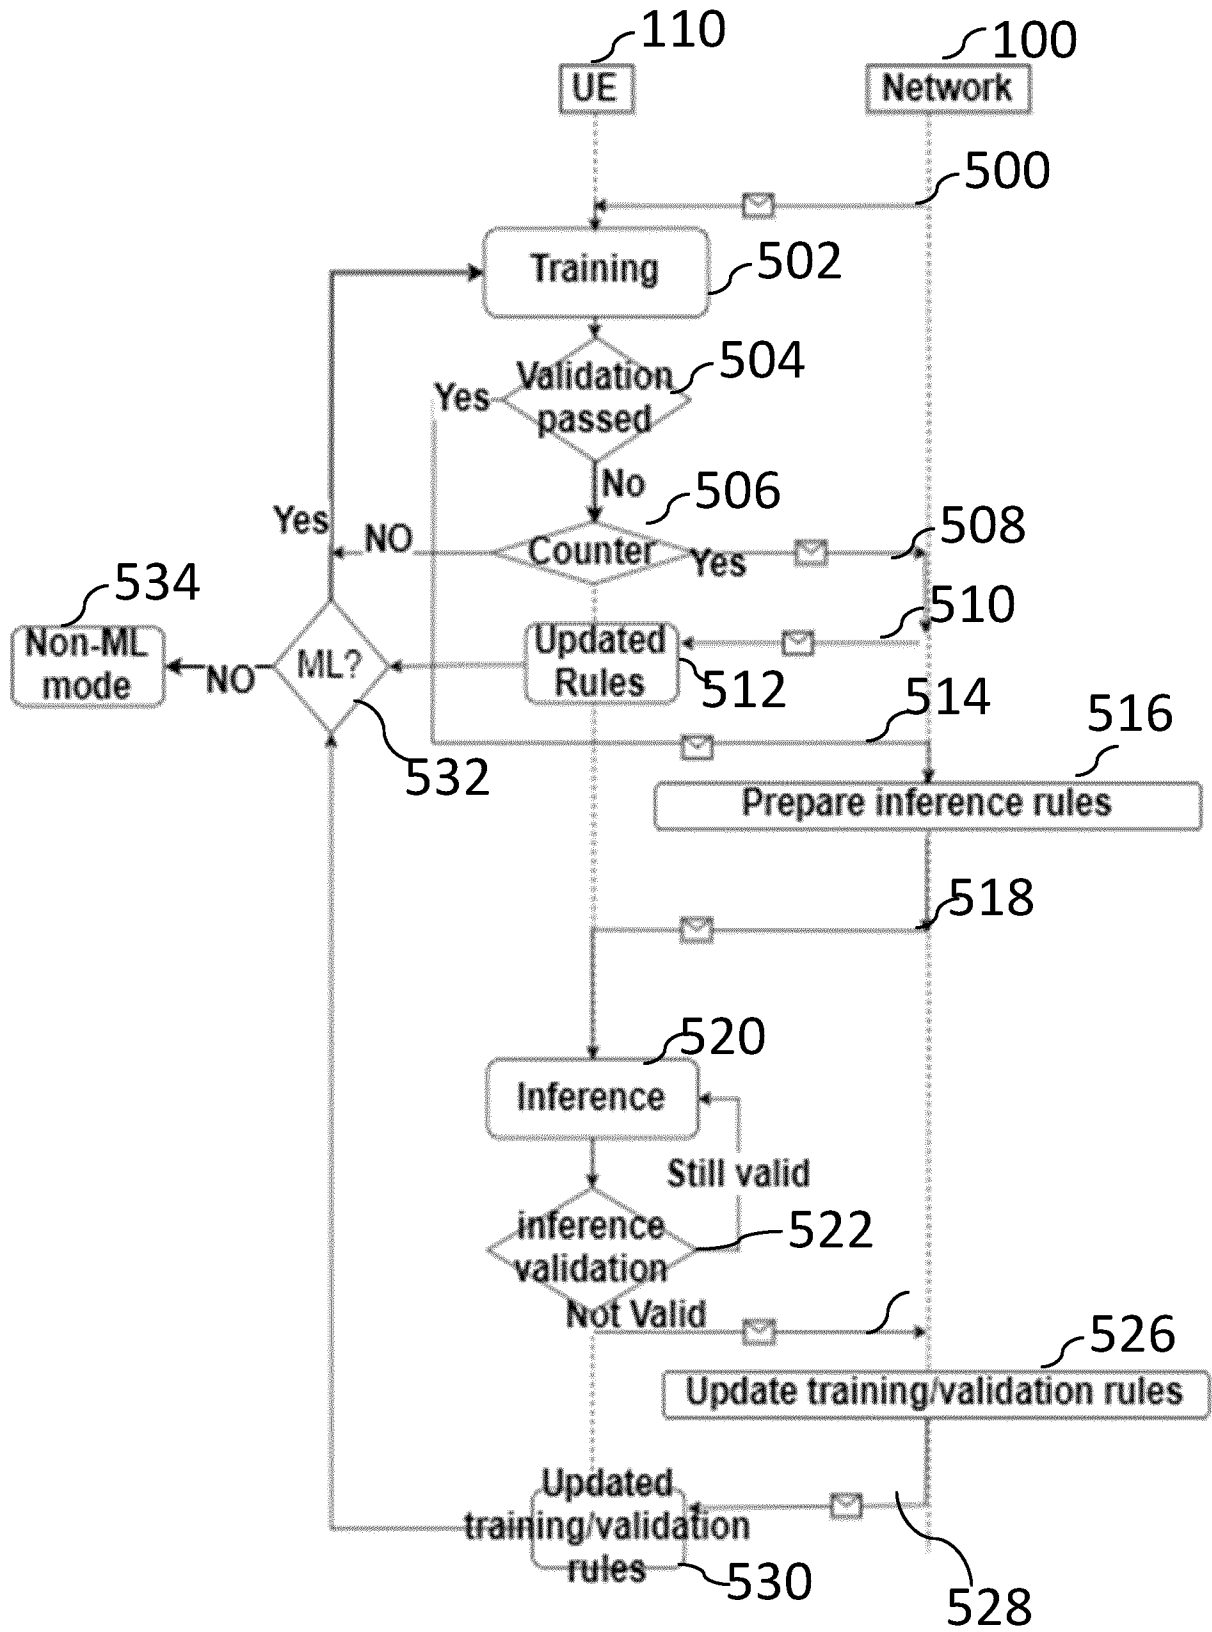 110
100
UE
Network
500
Training
502
504
Validation
passed
Yes
No
506
Counter
Yes
NO
508
Yes
534
Non-ML
mode
NO
ML?
532
510
Updated
Rules
512
514
516
Prepare inference rules
518
520
Inference
Still valid
inference
validation
522
Not Valid
526
Update training/validation rules
Updated
training/validation
rules
530
528